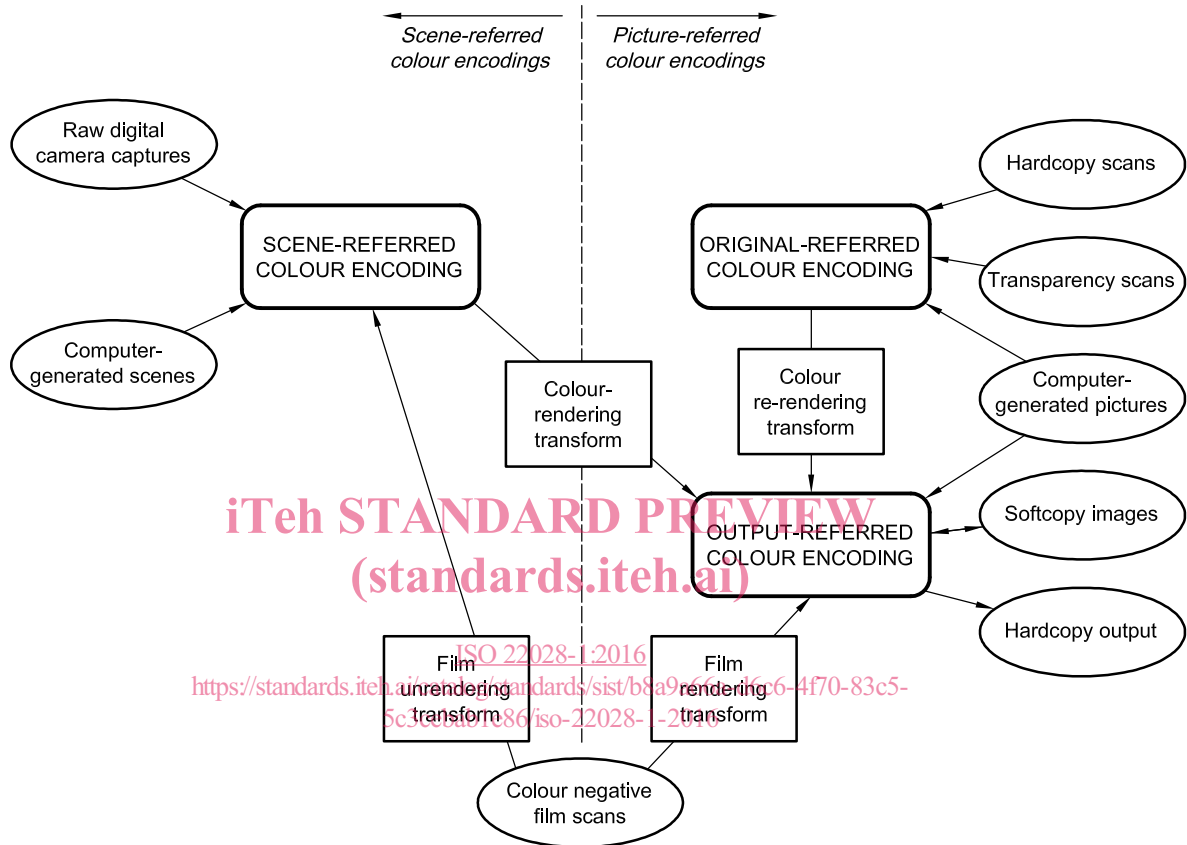 Scene-referred
colour encodings
Picture-referred
colour encodings
Raw digital
camera captures
Hardcopy scans
SCENE-REFERRED
COLOUR ENCODING
ORIGINAL-REFERRED
COLOUR ENCODING
Transparency scans
Computer-
generated scenes
Colour-
rendering
transform
Colour
re-rendering
transform
Computer-
generated pictures
iTeh STANDARD PREVIEW
(standards.iteh.ai)
OUTPUT-REFERRED
COLOUR ENCODING
Softcopy images
Hardcopy output
Film
unrendering
transform
ISO 22028-1:2016
Film
rendering
transform
Colour negative
film scans